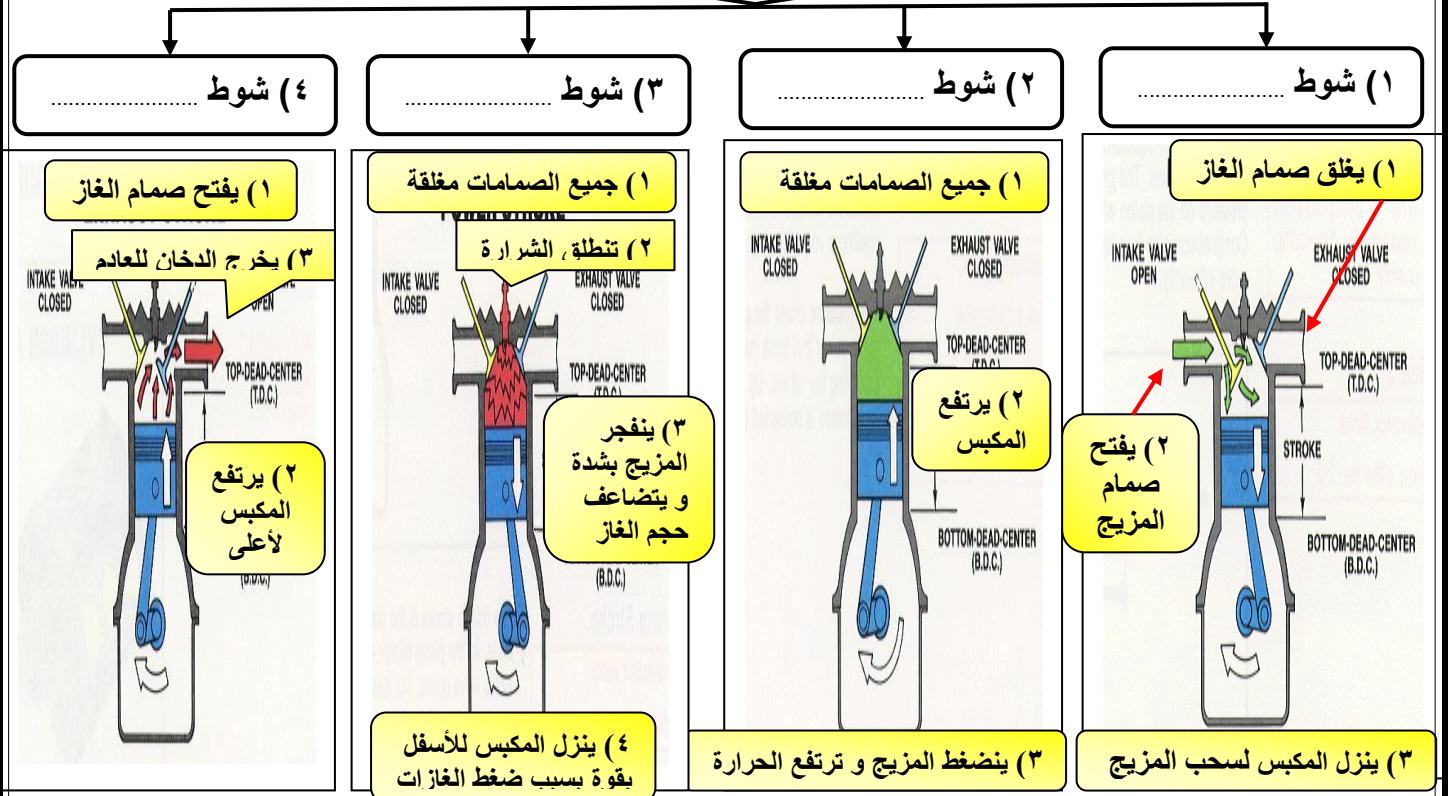 ١) شوط ..........................
٢) شوط ..........................
٣) شوط ..........................
٤) شوط ..........................
١) يغلق صمام الغاز
INTAKE VALVE
OPEN
EXHAUST VALVE
CLOSED
TOP-DEAD-CENTER
(T.D.C.)
STROKE
٢) يفتح
صمام
المزيج
BOTTOM-DEAD-CENTER
(B.D.C.)
٣) ينزل المكبس لسحب المزيج
١) جميع الصمامات مغلقة
INTAKE VALVE
CLOSED
EXHAUST VALVE
CLOSED
TOP-DEAD-CENTER
(T.D.C.)
٢) يرتفع
المكبس
BOTTOM-DEAD-CENTER
(B.D.C.)
٣) ينضغط المزيج و ترتفع الحرارة
١) جميع الصمامات مغلقة
POWER STROKE
٢) تنطلق الشرارة
INTAKE VALVE
CLOSED
EXHAUST VALVE
CLOSED
TOP-DEAD-CENTER
(T.D.C.)
٣) ينفجر
المزيج بشدة
و يتضاعف
حجم الغاز
(B.D.C.)
٤) ينزل المكبس للأسفل
بقوة بسبب ضغط الغازات
١) يفتح صمام الغاز
٣) يخرج الدخان للعادم
INTAKE VALVE
CLOSED
OPEN
TOP-DEAD-CENTER
(T.D.C.)
٢) يرتفع
المكبس
لأعلى
(B.D.C.)